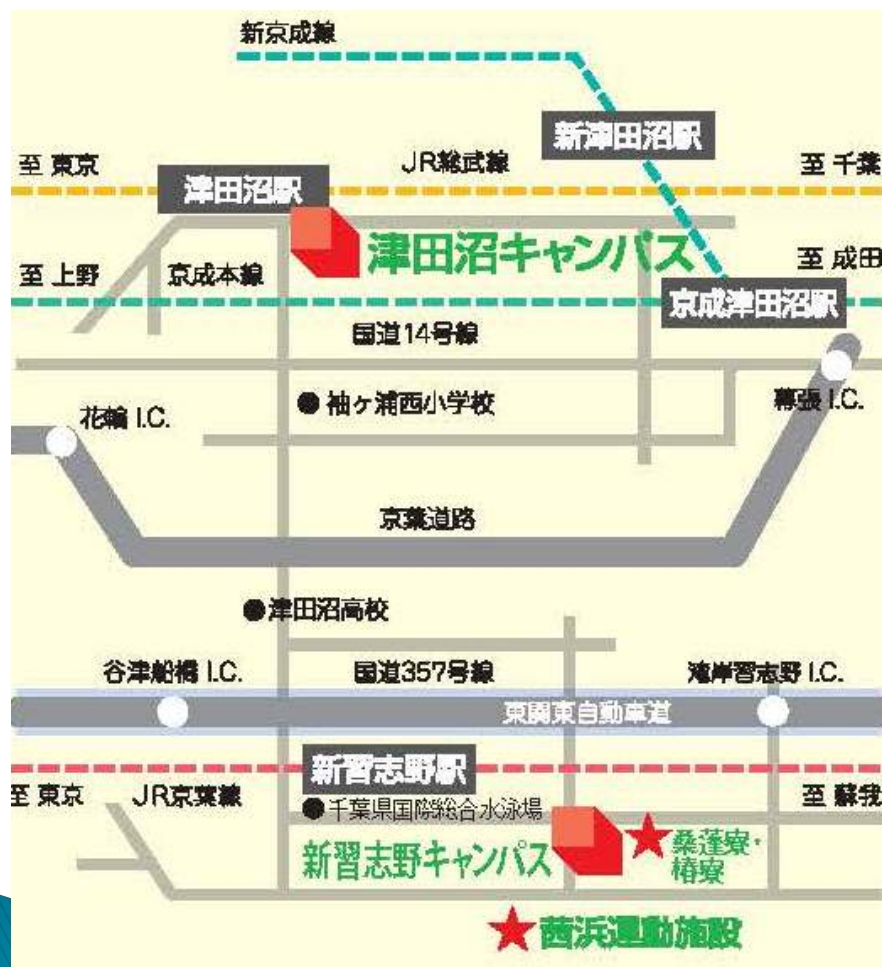 新京成線
新津田沼駅
至 東京
JR総武線
至 千葉
津田沼駅
津田沼キャンパス
至 成田
至 上野
京成本線
京成津田沼駅
国道14号線
袖ヶ浦西小学校
幕張 I.C.
花輪 I.C.
京葉道路
津田沼高校
谷津船橋 I.C.
国道357号線
湾岸習志野 I.C.
東関東自動車道
新習志野駅
至 東京
JR京葉線
至 蘇我
千葉県国際総合水泳場
新習志野キャンパス
桑蓬寮・
椿寮
茜浜運動施設